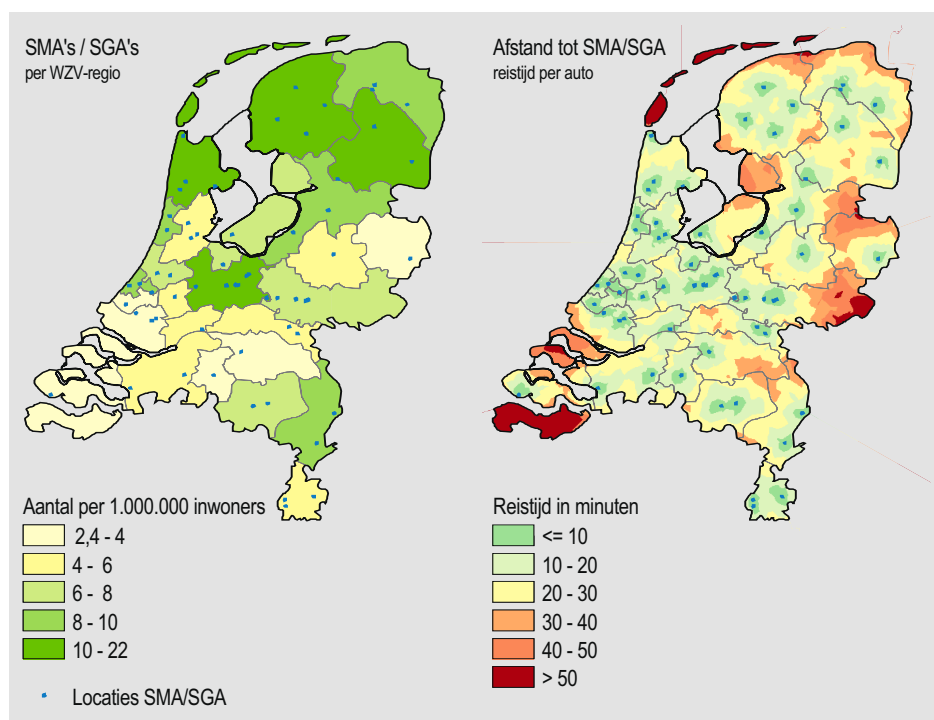 SMA's / SGA's
per WZV-regio
Aantal per 1.000.000 inwoners
2,4 - 4
4 - 6
6 - 8
8 - 10
10 - 22
Locaties SMA/SGA
Afstand tot SMA/SGA
reistijd per auto
Reistijd in minuten
<= 10
10 - 20
20 - 30
30 - 40
40 - 50
> 50